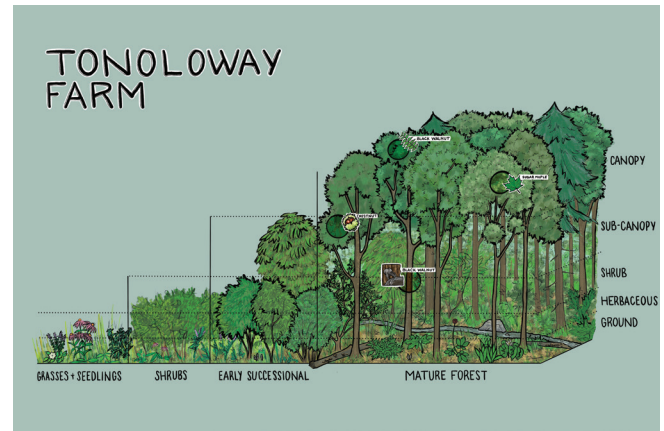 TONOLOWAY
FARM
BLACK WALNUT
CANOPY
SUGAR MAPLE
CHESTNUT
SUB-CANOPY
BLACK WALNUT
SHRUB
HERBACEOUS
GROUND
GRASSES + SEEDLINGS
SHRUBS
EARLY SUCCESSIONAL
MATURE FOREST